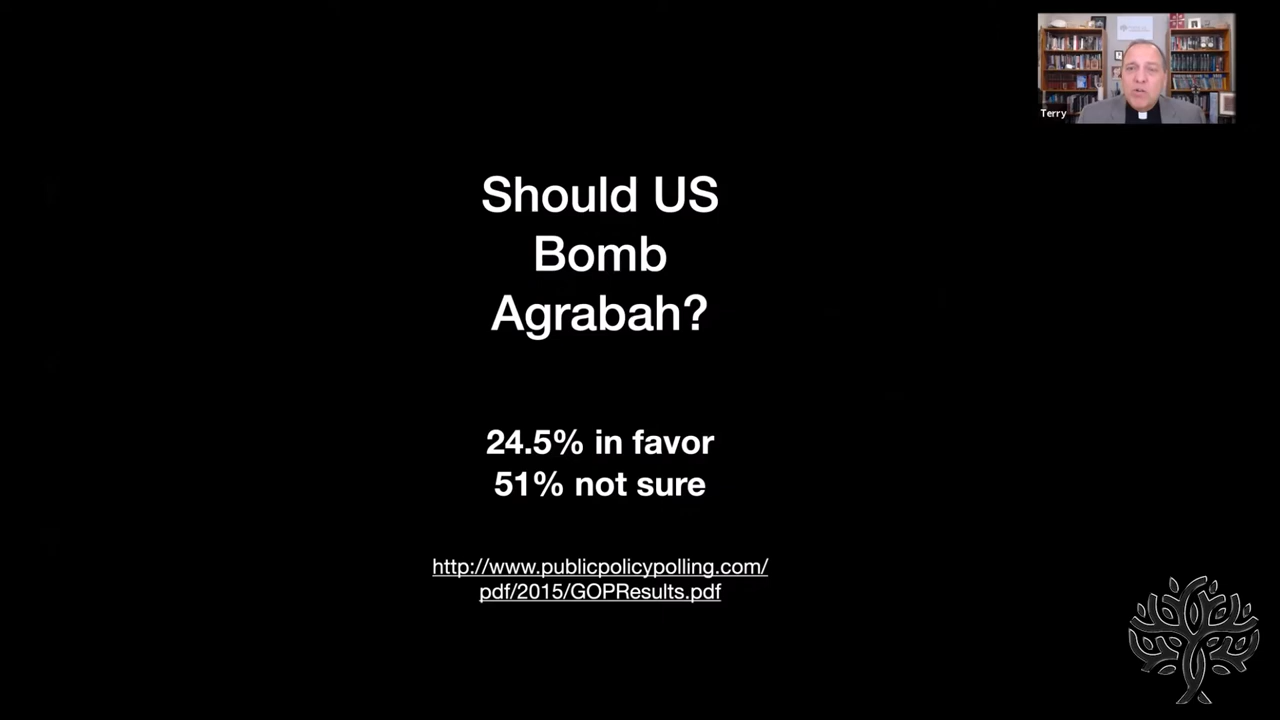 Terry
Should US
Bomb
Agrabah?
24.5% in favor
51% not sure
http://www.publicpolicypolling.com/
pdf/2015/GOPResults.pdf